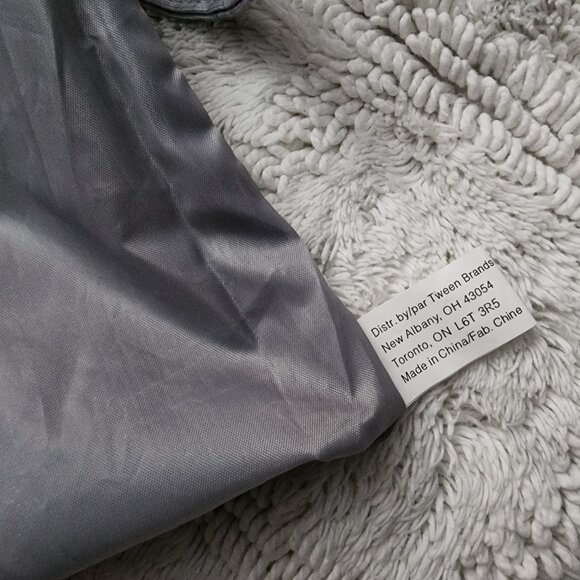 Distr. by/par Tween Brands
New Albany, OH 43054
Toronto, ON L6T 3R5
Made in China/Fab. Chine